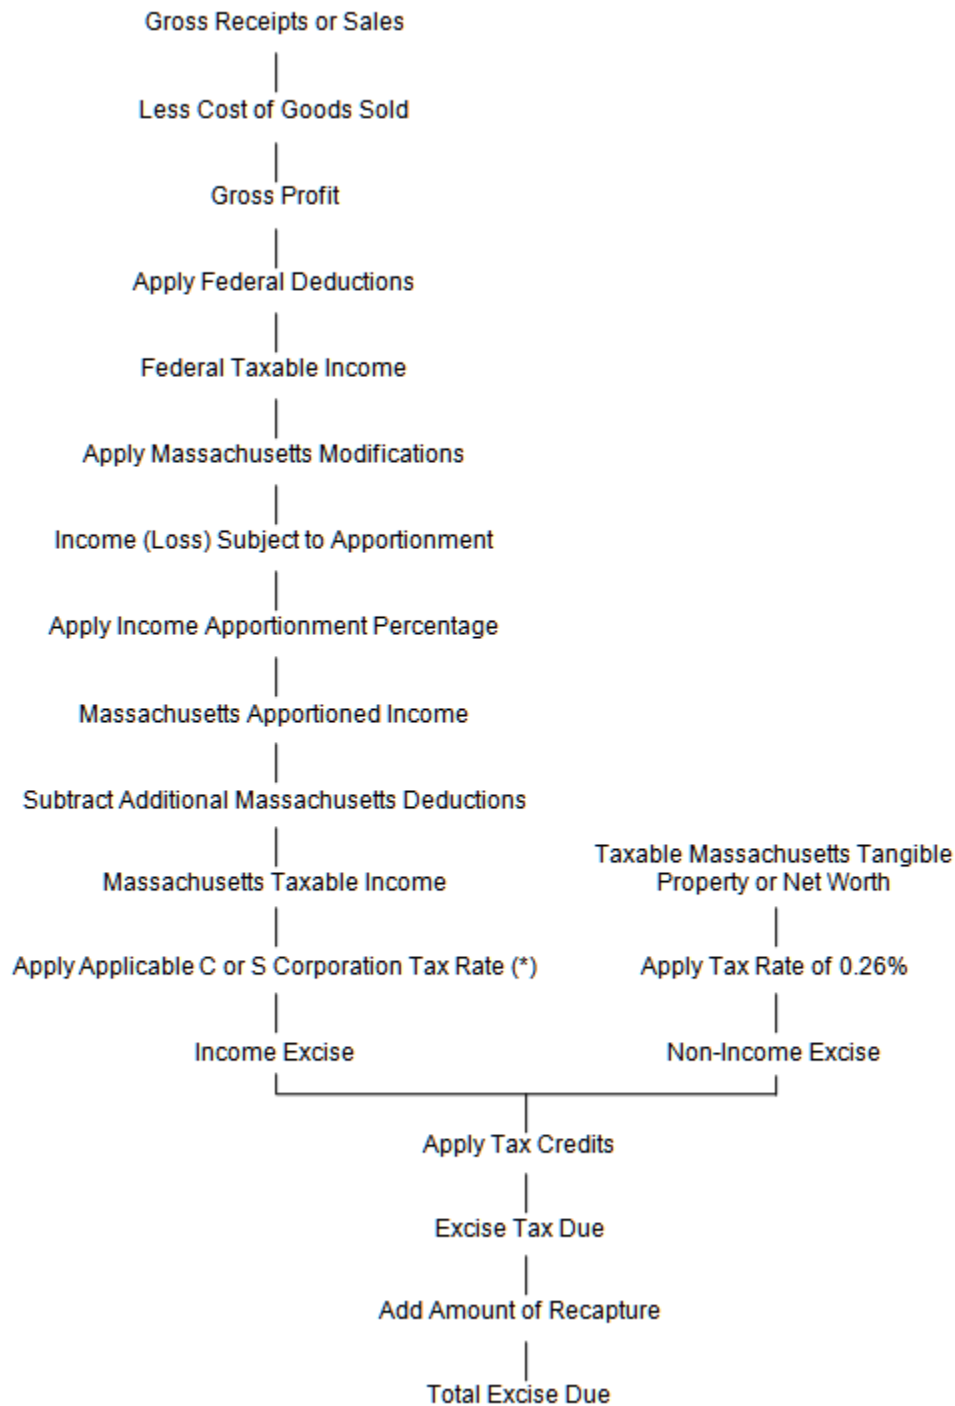 Gross Receipts or Sales
Less Cost of Goods Sold
Gross Profit
Apply Federal Deductions
Federal Taxable Income
Apply Massachusetts Modifications
Income (Loss) Subject to Apportionment
Apply Income Apportionment Percentage
Massachusetts Apportioned Income
Subtract Additional Massachusetts Deductions
Massachusetts Taxable Income
Apply Applicable C or S Corporation Tax Rate (*)
Income Excise
Taxable Massachusetts Tangible
Property or Net Worth
Apply Tax Rate of 0.26%
Non-Income Excise
Apply Tax Credits
Excise Tax Due
Add Amount of Recapture
Total Excise Due